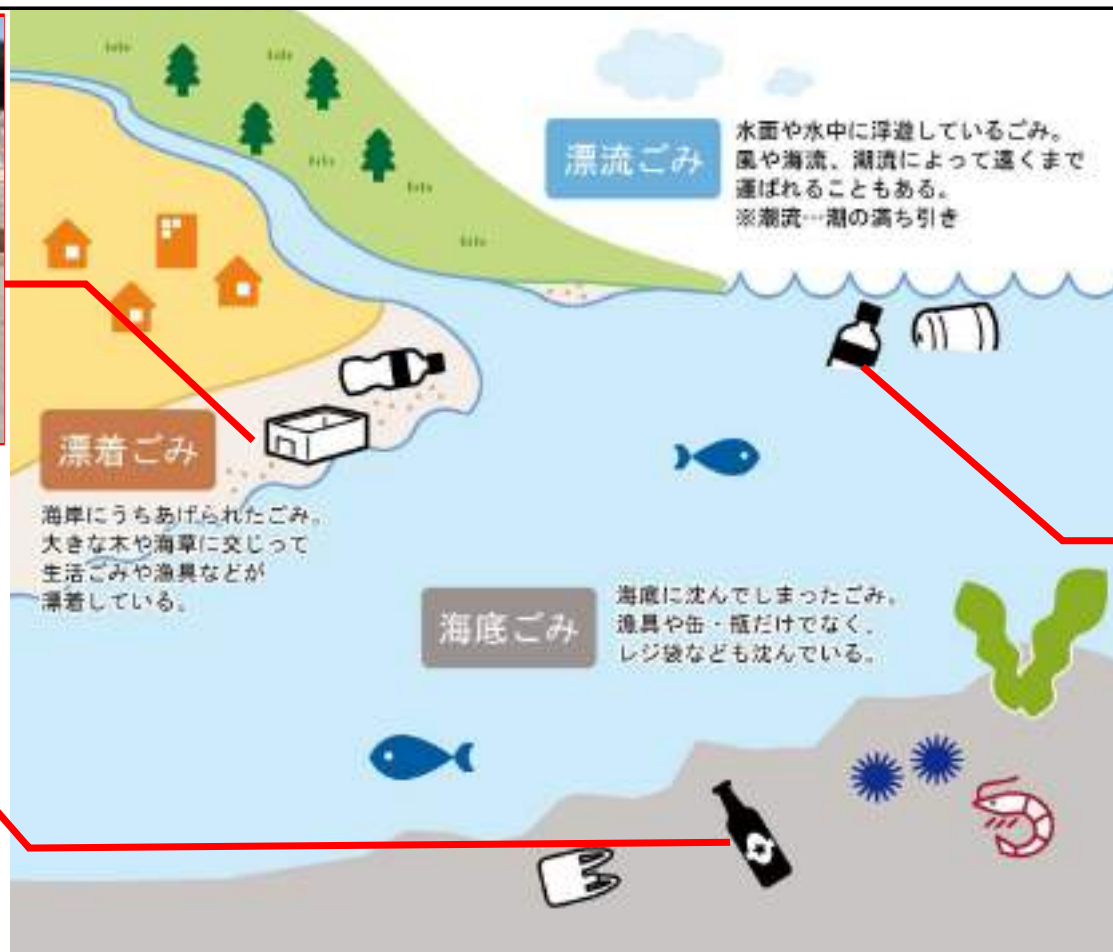 漂流ごみ
水面や水中に浮遊しているごみ。
風や海流、潮流によって遠くまで
運ばれることもある。
※潮流…潮の満ち引き
漂着ごみ
海岸にうちあげられたごみ。
大きな木や海草に交じって
生活ごみや漁具などが
漂着している。
海底ごみ
海底に沈んでしまったごみ。
漁具や缶・瓶だけでなく、
レジ袋なども沈んでいる。